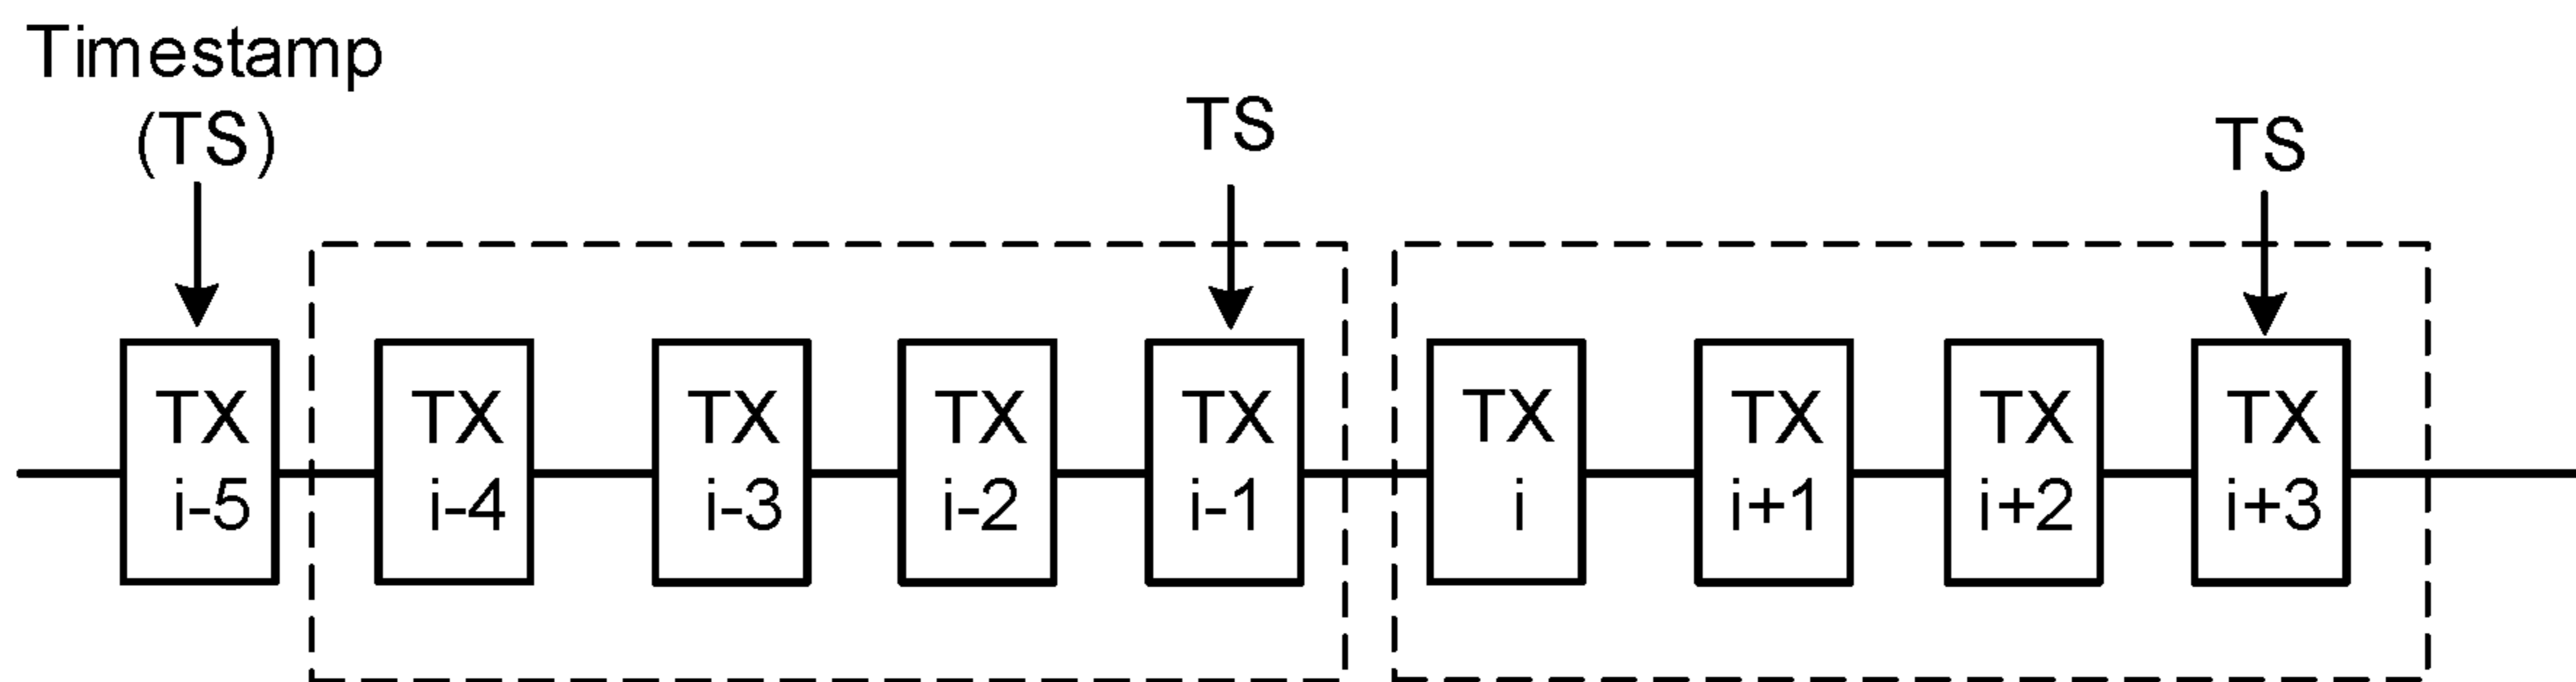 Timestamp
(TS)
TS
TS
TX
i-5
TX
i-4
TX
i-3
TX
i-2
TX
i-1
TX
i
TX
i+1
TX
i+2
TX
i+3